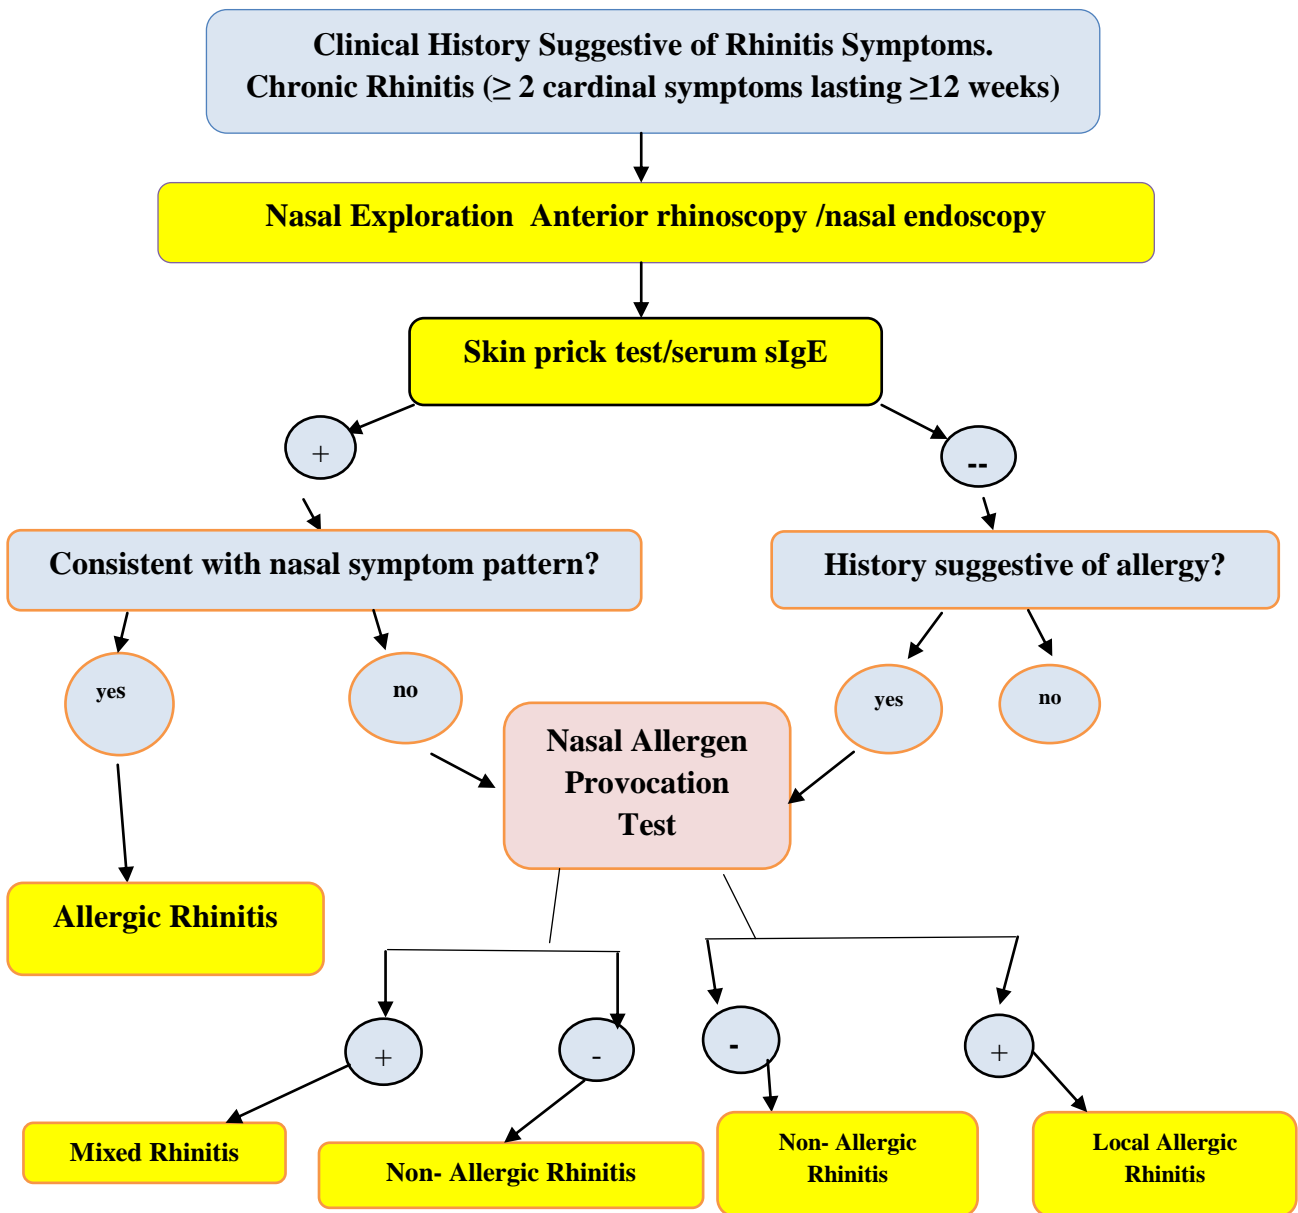 Clinical History Suggestive of Rhinitis Symptoms.
Chronic Rhinitis (≥ 2 cardinal symptoms lasting ≥12 weeks)
Nasal Exploration  Anterior rhinoscopy /nasal endoscopy
Skin prick test/serum sIgE
+
--
Consistent with nasal symptom pattern?
History suggestive of allergy?
yes
no
yes
no
Nasal Allergen
Provocation
Test
Allergic Rhinitis
+
-
-
+
Mixed Rhinitis
Non- Allergic Rhinitis
Non- Allergic
Rhinitis
Local Allergic
Rhinitis